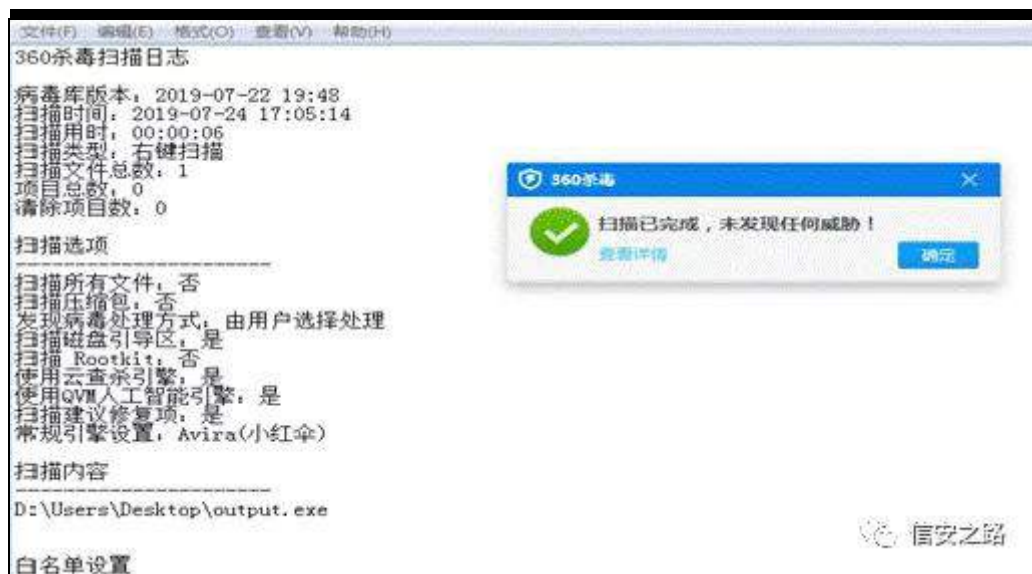 文件(F) 编辑(E) 格式(O) 查看(V) 帮助(H)
360杀毒扫描日志
病毒库版本: 2019-07-22 19:48
扫描时间: 2019-07-24 17:05:14
扫描用时: 00:00:06
扫描类型: 右键扫描
扫描文件总数: 1
项目总数: 0
清除项目数: 0
扫描选项
----------------------
扫描所有文件: 否
扫描压缩包: 否
发现病毒处理方式: 由用户选择处理
扫描磁盘引导区: 是
扫描 Rootkit: 否
使用云查杀引擎: 是
使用QVM人工智能引擎: 是
扫描建议修复项: 是
常规引擎设置: Avira(小红伞)
扫描内容
----------------------
D:\Users\Desktop\output.exe
白名单设置
360杀毒
扫描已完成，未发现任何威胁！
查看详情
确定
信安之路